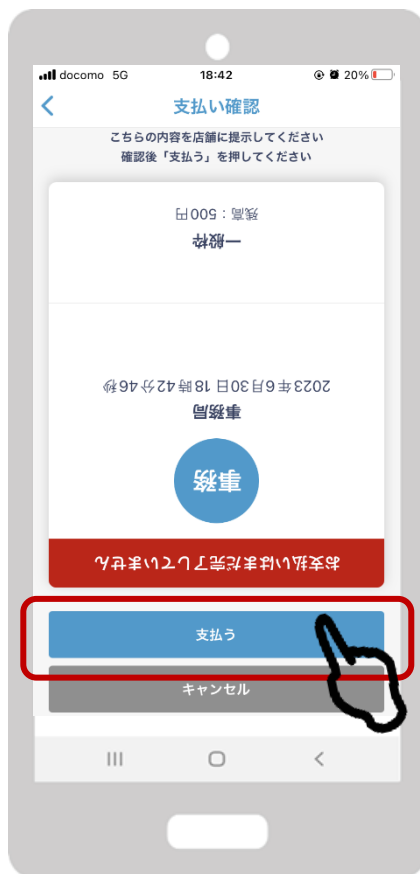 docomo 5G 18:42 20%
支払い確認
こちらの内容を店舗に提示してください
確認後「支払う」を押してください
お支払いはまだ完了していません
事務
事務局
2023年6月30日 18時42分46秒
一般枠
残高：500円
支払う
キャンセル